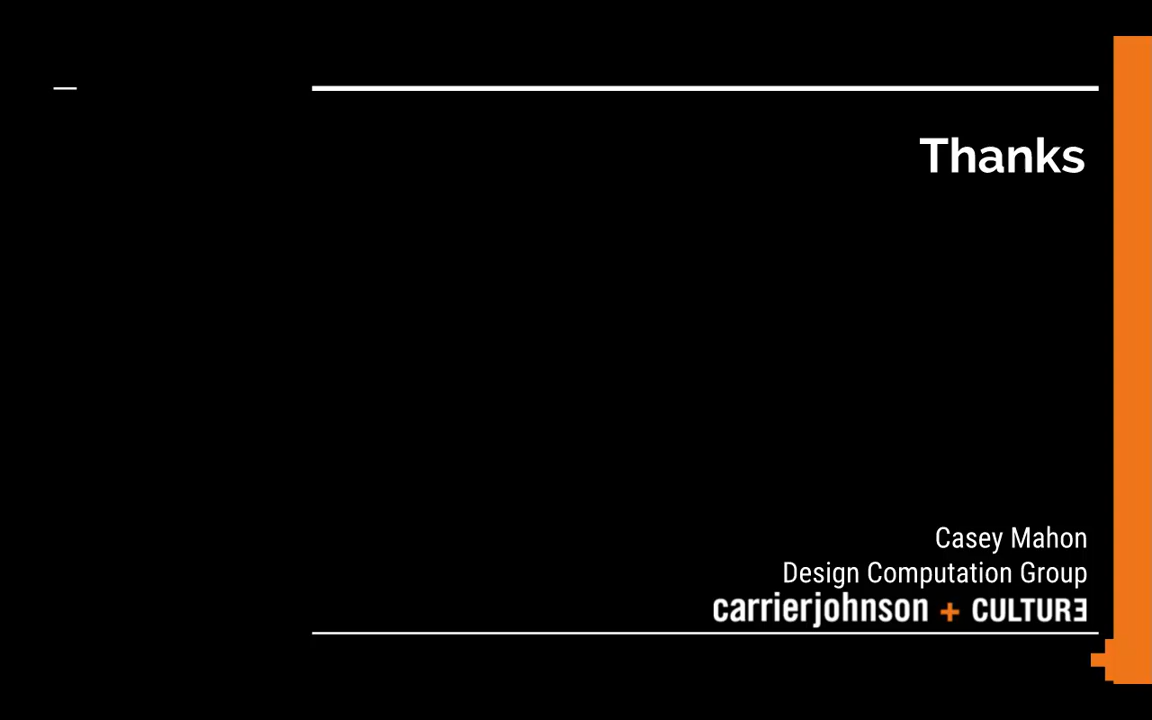 Thanks
Casey Mahon
Design Computation Group
carrierjohnson + CULTURE